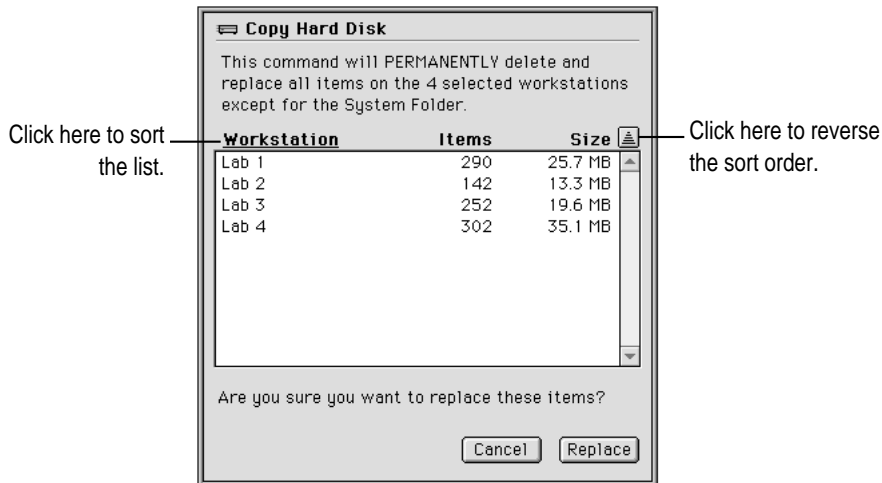 Copy Hard Disk
This command will PERMANENTLY delete and
replace all items on the 4 selected workstations
except for the System Folder.
Click here to sort
the list.
Workstation Items Size
Click here to reverse
the sort order.
Lab 1 290 25.7 MB
Lab 2 142 13.3 MB
Lab 3 252 19.6 MB
Lab 4 302 35.1 MB
Are you sure you want to replace these items?
Cancel Replace